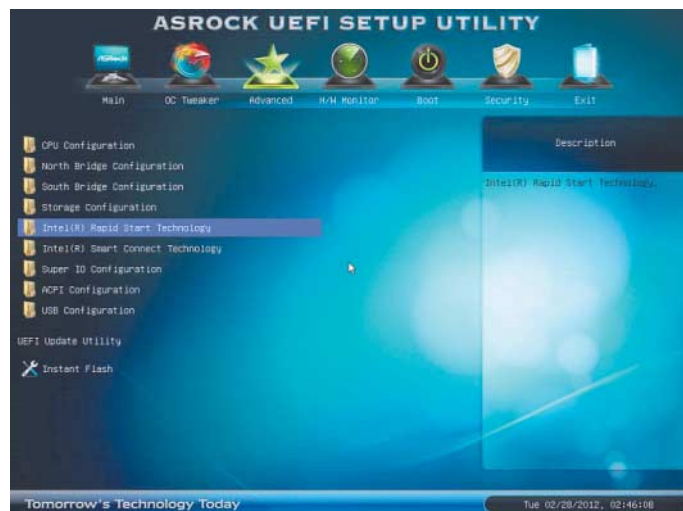 ASROCK UEFI SETUP UTILITY
ASRock
Main
OC Tweaker
Advanced
H/W Monitor
Boot
Security
Exit
CPU Configuration
North Bridge Configuration
South Bridge Configuration
Storage Configuration
Intel(R) Rapid Start Technology
Intel(R) Smart Connect Technology
Super IO Configuration
ACPI Configuration
USB Configuration
UEFI Update Utility
Instant Flash
Description
Intel(R) Rapid Start Technology.
Tomorrow's Technology Today
Tue 02/28/2012, 02:46:08